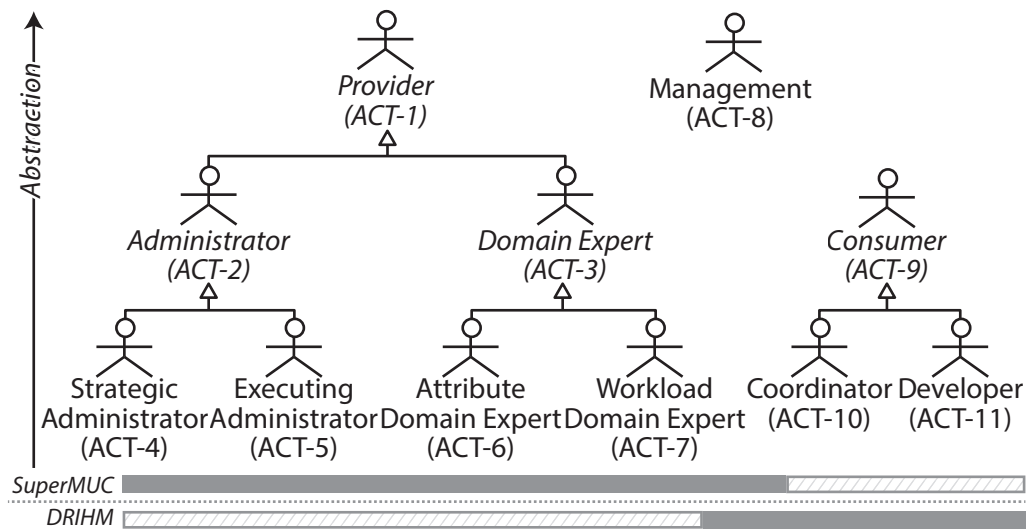 Abstraction
Provider
(ACT-1)
Management
(ACT-8)
Administrator
(ACT-2)
Domain Expert
(ACT-3)
Consumer
(ACT-9)
Strategic
Administrator
(ACT-4)
Executing
Administrator
(ACT-5)
Attribute
Domain Expert
(ACT-6)
Workload
Domain Expert
(ACT-7)
Coordinator
(ACT-10)
Developer
(ACT-11)
SuperMUC
DRIHM